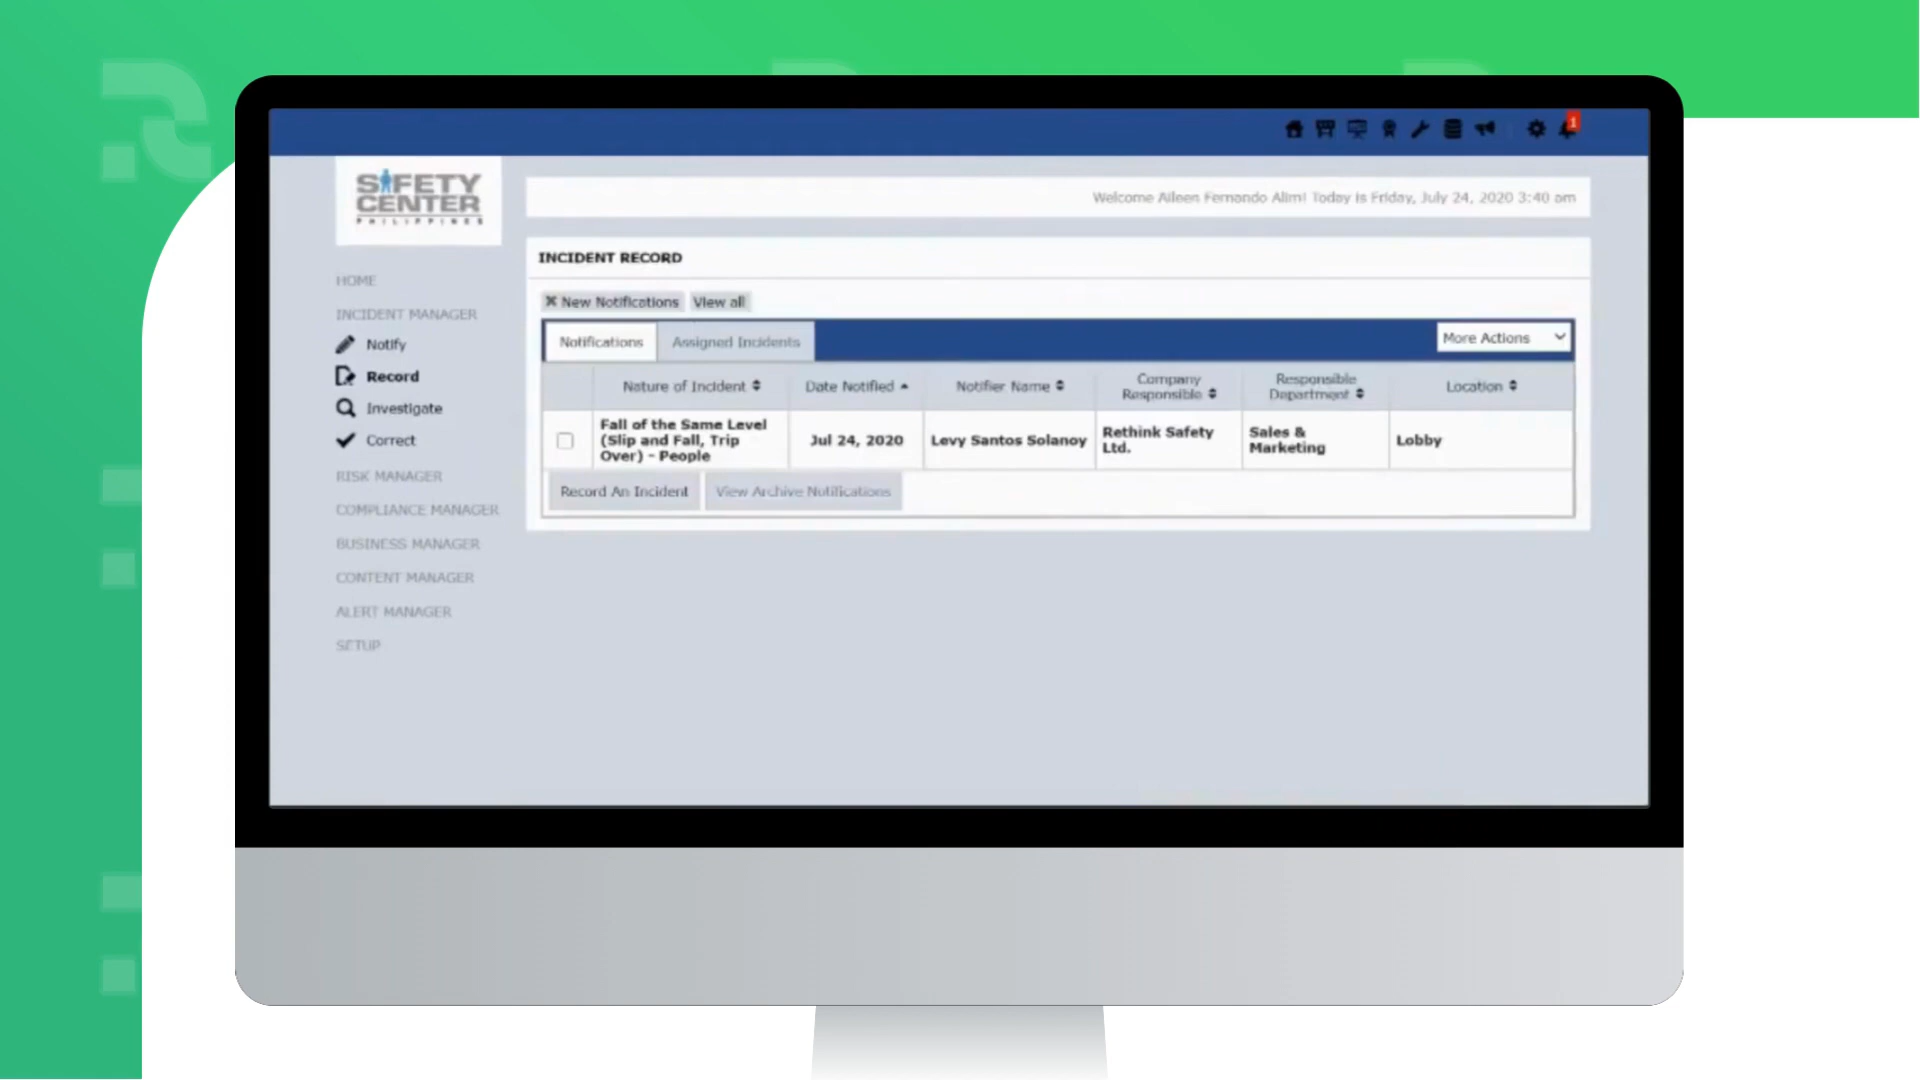 1
SAFETY
CENTER
PHILIPPINES
Welcome Aileen Fernando Alim! Today is Friday, July 24, 2020 3:40 am
INCIDENT RECORD
New Notifications View all
Notifications Assigned Incidents More Actions
Nature of Incident Date Notified Notifier Name Company Responsible Responsible Department Location
Fall of the Same Level
(Slip and Fall, Trip
Over) - People
Jul 24, 2020
Levy Santos Solanoy
Rethink Safety
Ltd.
Sales &
Marketing
Lobby
Record An Incident View Archive Notifications
HOME
INCIDENT MANAGER
Notify
Record
Investigate
Correct
RISK MANAGER
COMPLIANCE MANAGER
BUSINESS MANAGER
CONTENT MANAGER
ALERT MANAGER
SETUP